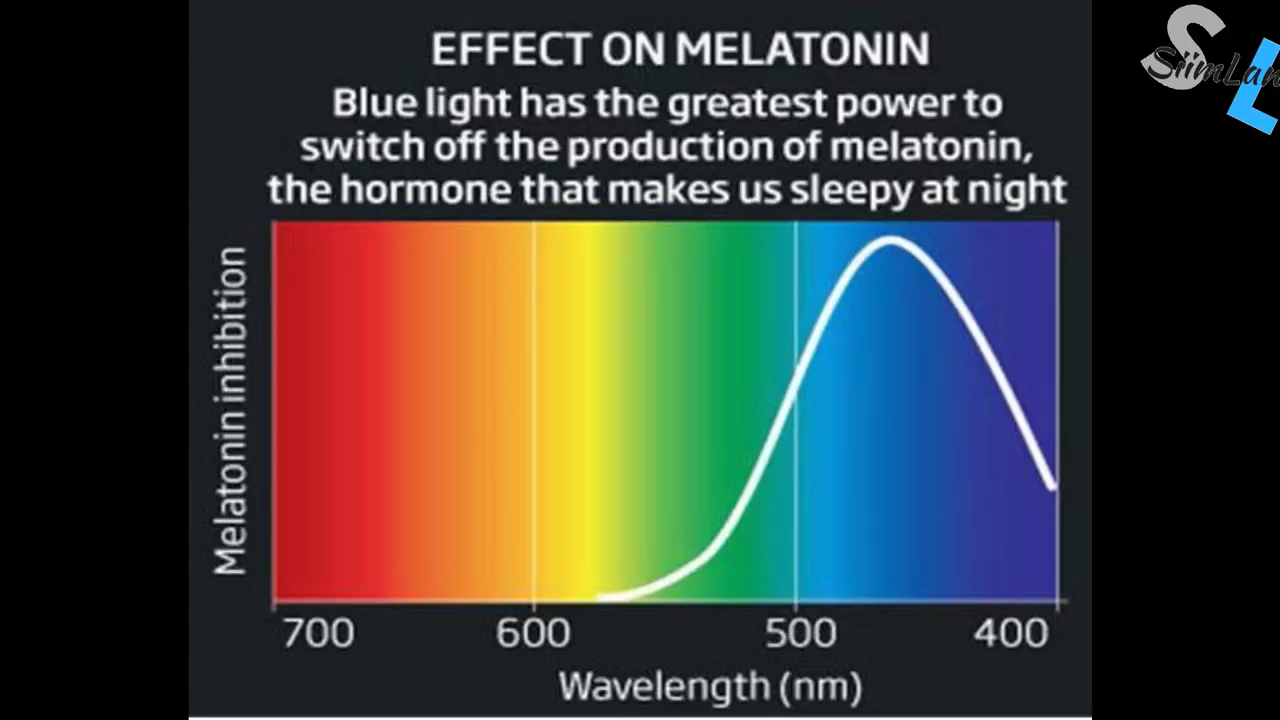 EFFECT ON MELATONIN
Blue light has the greatest power to
switch off the production of melatonin,
the hormone that makes us sleepy at night
Melatonin inhibition
700 600 500 400
Wavelength (nm)
S
SiimLan
L